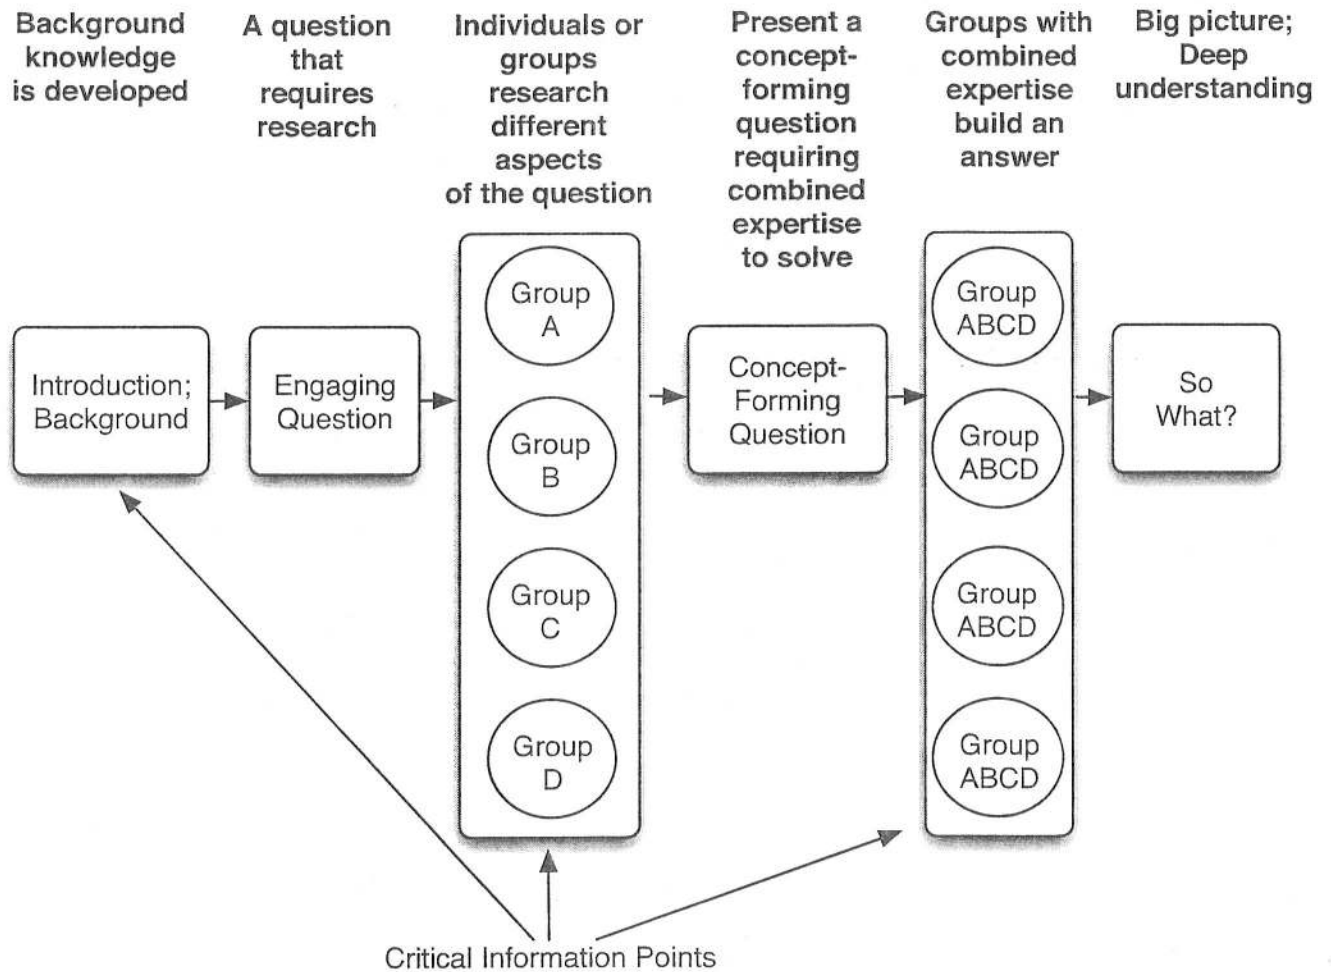 Background
knowledge
is developed
A question
that
requires
research
Individuals or
groups
research
different
aspects
of the question
Present a
concept-
forming
question
requiring
combined
expertise
to solve
Groups with
combined
expertise
build an
answer
Big picture;
Deep
understanding
Introduction;
Background
Engaging
Question
Group
A
Group
B
Group
C
Group
D
Concept-
Forming
Question
Group
ABCD
Group
ABCD
Group
ABCD
Group
ABCD
So
What?
Critical Information Points